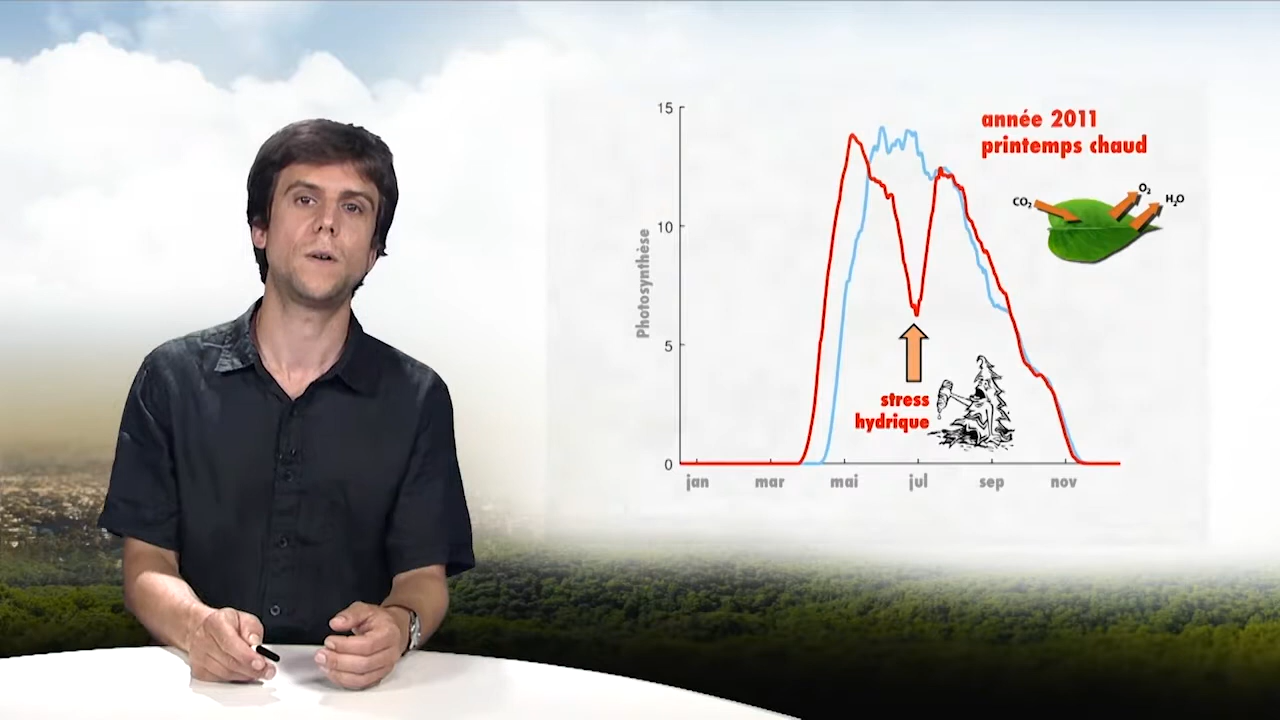 15
année 2011
printemps chaud
CO₂
O₂
H₂O
10
Photosynthèse
5
stress
hydrique
0
jan mar mai jul sep nov